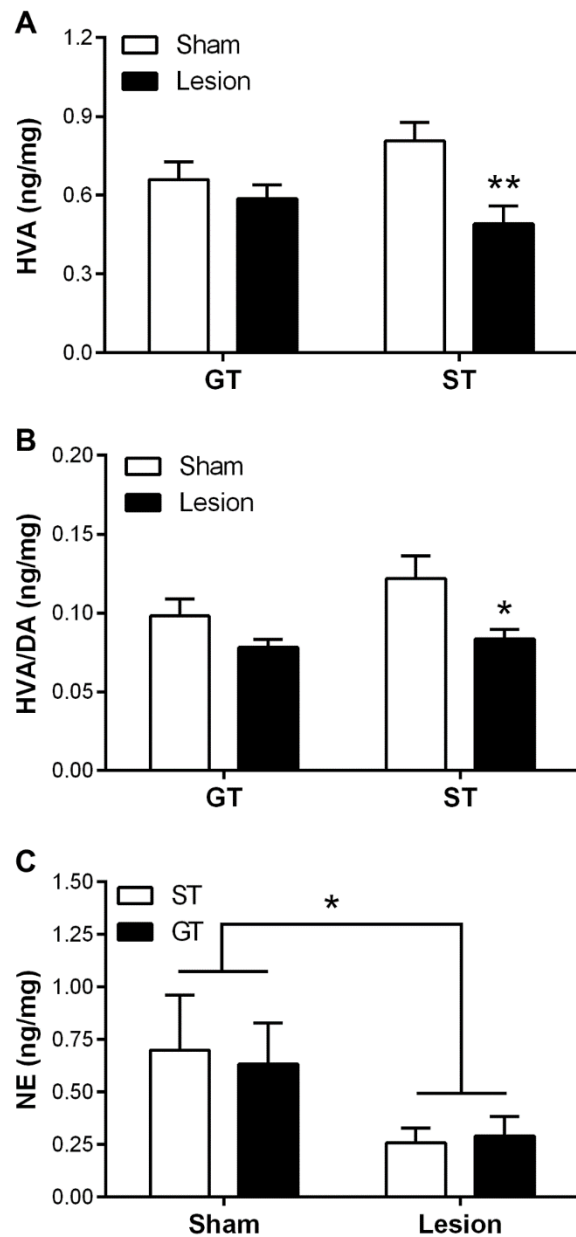 A
HVA (ng/mg)
1.2
0.9
0.6
0.3
0.0
Sham
Lesion
**
GT
ST
B
HVA/DA (ng/mg)
0.20
0.15
0.10
0.05
0.00
Sham
Lesion
*
GT
ST
C
NE (ng/mg)
1.50
1.25
1.00
0.75
0.50
0.25
0.00
ST
GT
*
Sham
Lesion